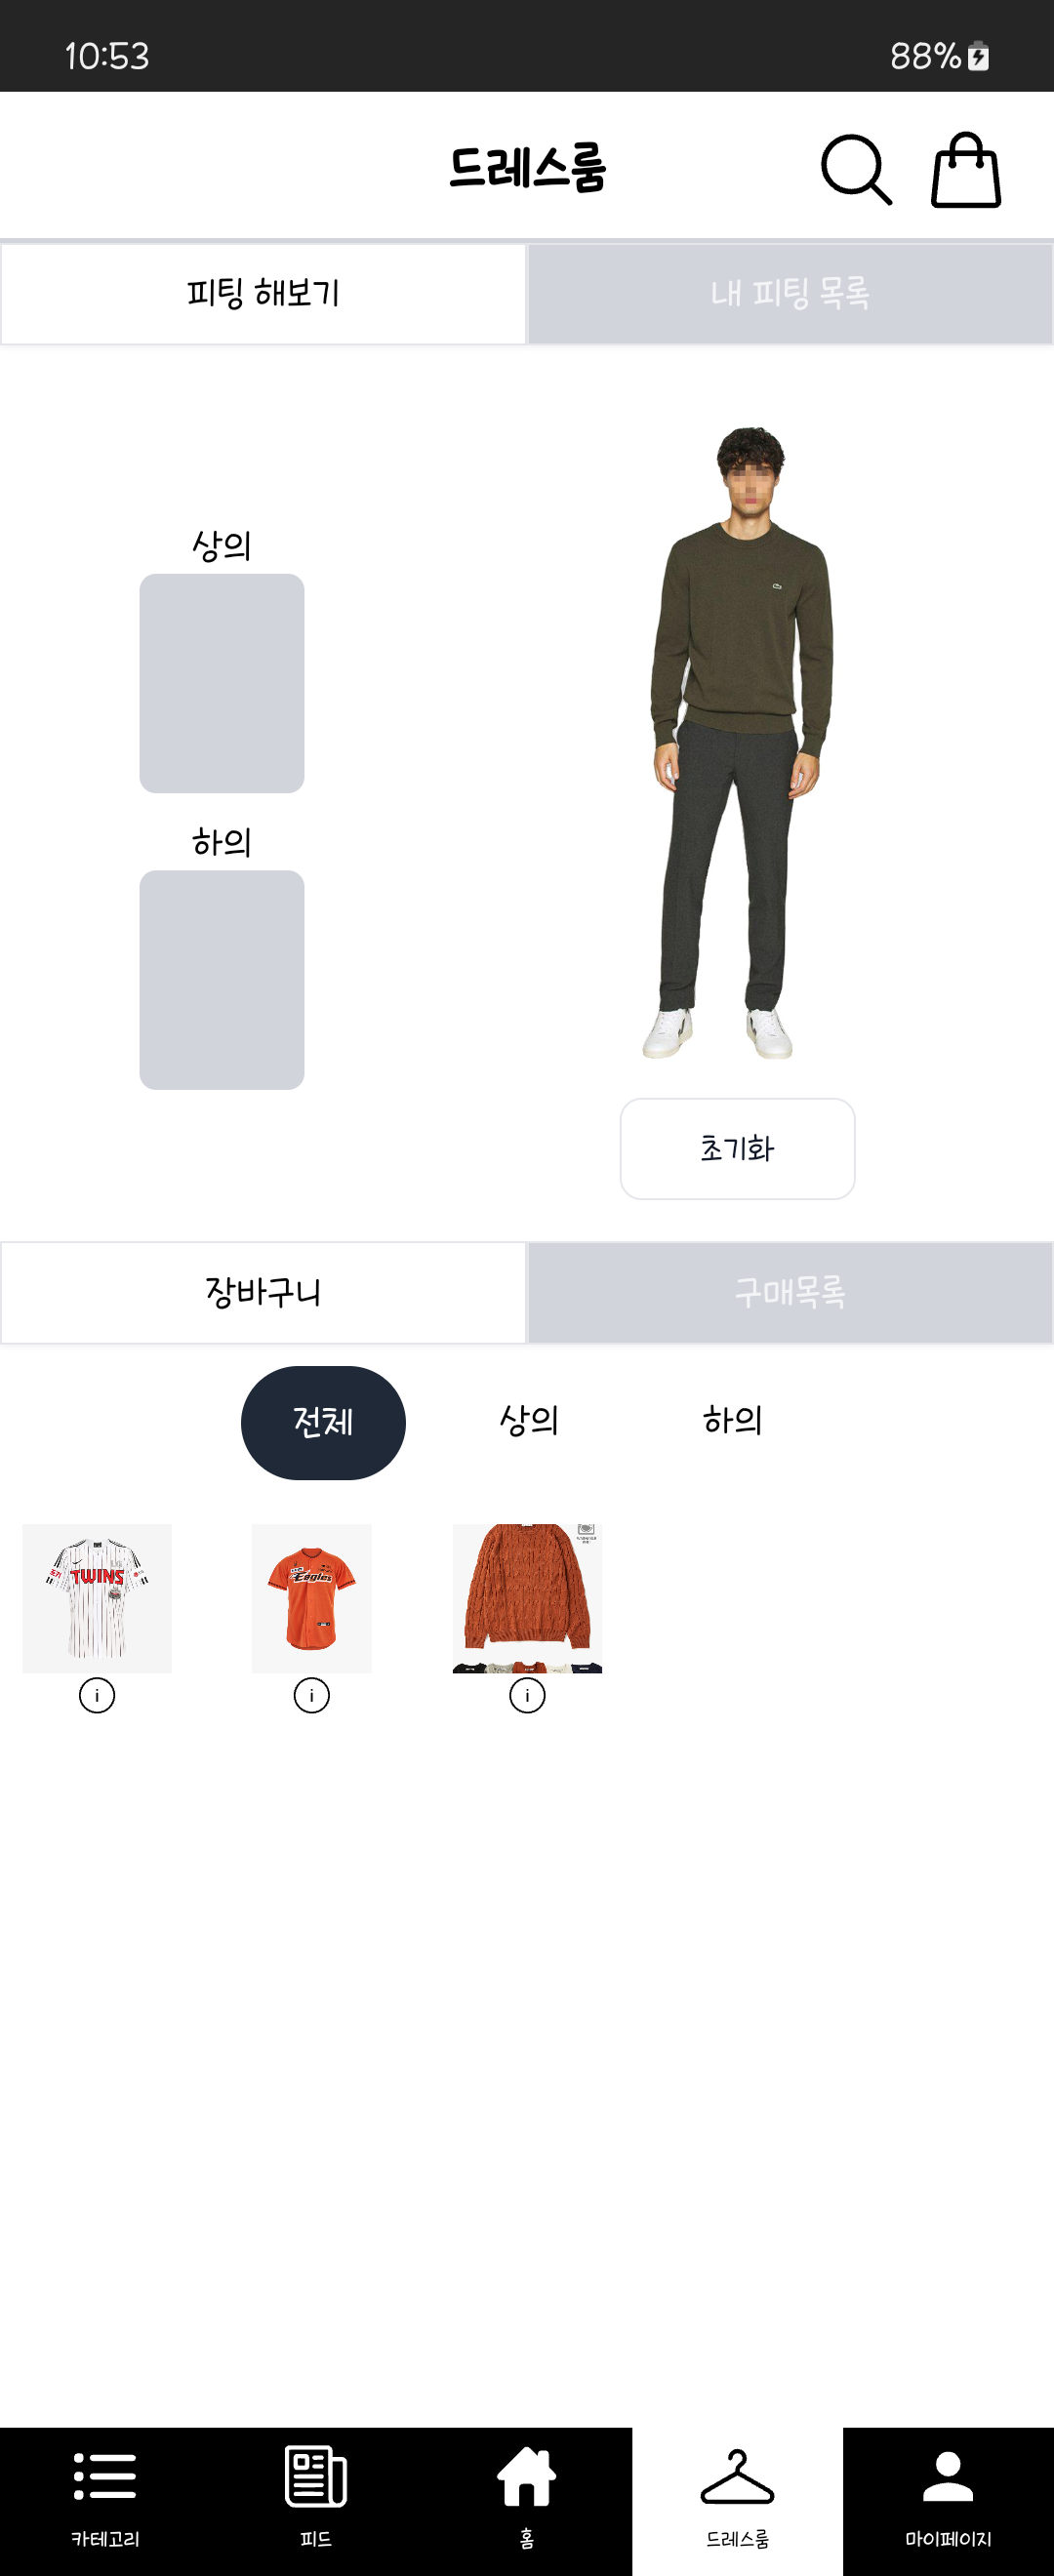 10:53
88%
드레스룸
피팅 해보기
내 피팅 목록
상의
하의
초기화
장바구니
구매목록
전체
상의
하의
TWINS
Eagles
i
i
i
카테고리
피드
홈
드레스룸
마이페이지